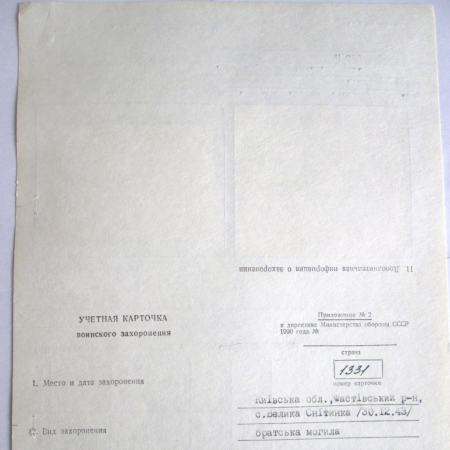 11. Дополнительная информация о захоронении
УЧЕТНАЯ КАРТОЧКА
воинского захоронения
Приложение № 2
к директиве Министерства обороны СССР
1990 года №
страна
1331
номер карточки
1. Место и дата захоронения
Київська обл.,Фастівський р-н,
с.Велика Снітинка /30.12.43/
2. Вид захоронения
братська могила